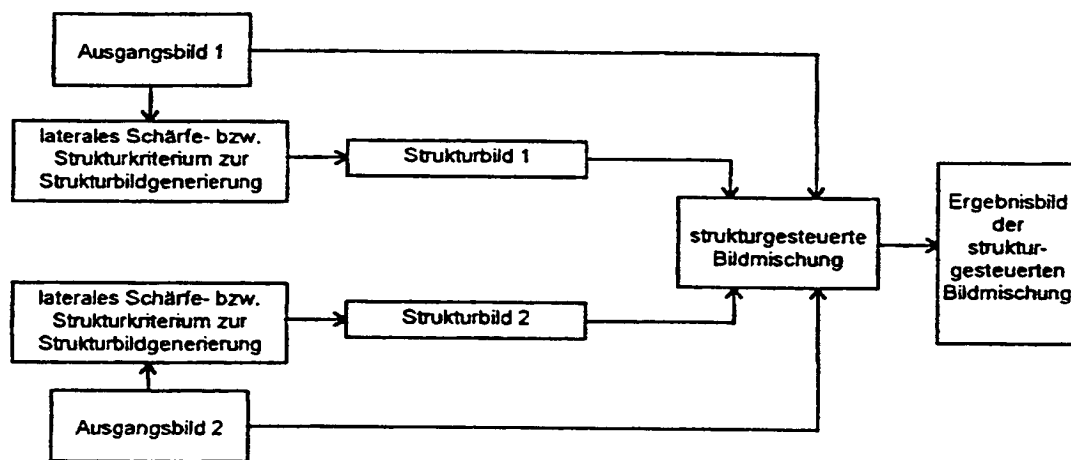 Ausgangsbild 1
laterales Schärfe- bzw.
Strukturkriterium zur
Strukturbildgenerierung
Strukturbild 1
strukturgesteuerte
Bildmischung
Ergebnisbild
der
struktur-
gesteuerten
Bildmischung
laterales Schärfe- bzw.
Strukturkriterium zur
Strukturbildgenerierung
Strukturbild 2
Ausgangsbild 2